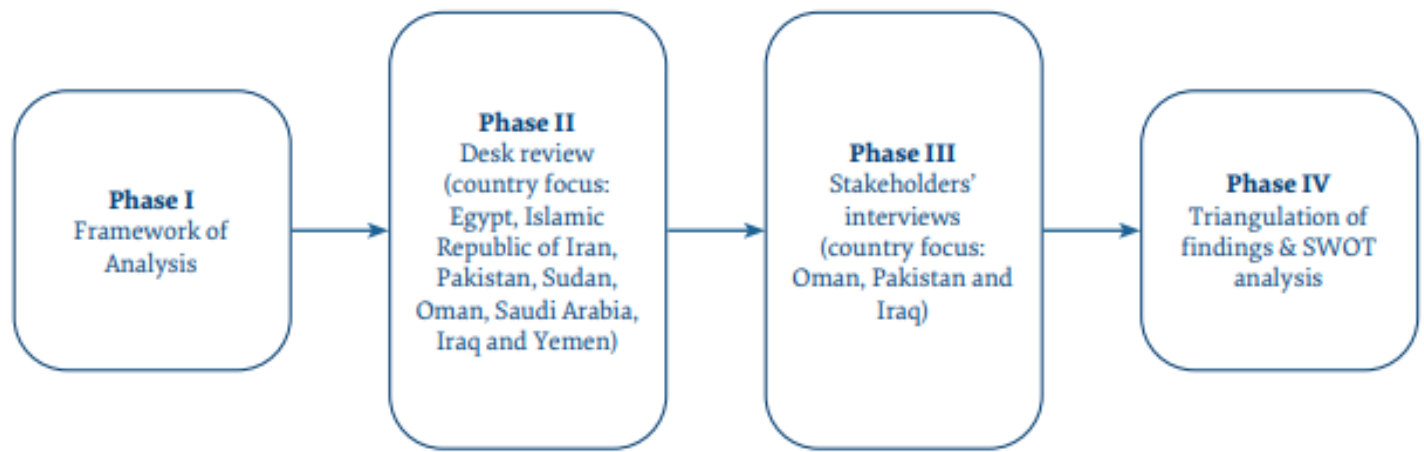 Phase I
Framework of
Analysis
Phase II
Desk review
(country focus:
Egypt, Islamic
Republic of Iran,
Pakistan, Sudan,
Oman, Saudi Arabia,
Iraq and Yemen)
Phase III
Stakeholders’
interviews
(country focus:
Oman, Pakistan and
Iraq)
Phase IV
Triangulation of
findings & SWOT
analysis